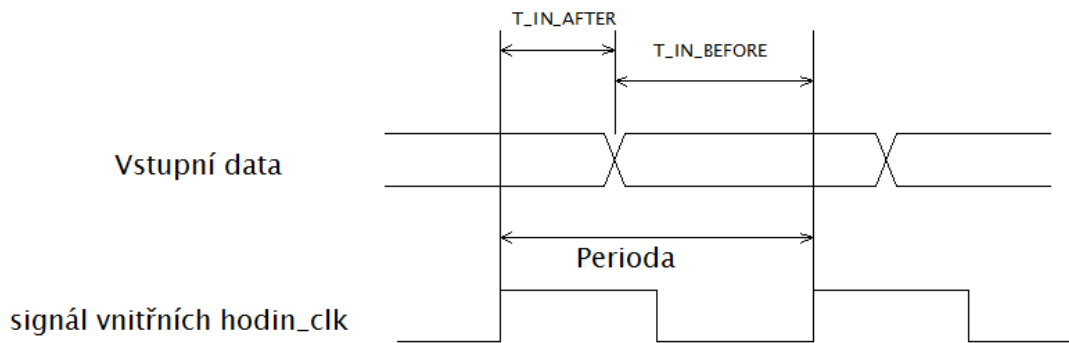 T_IN_AFTER
T_IN_BEFORE
Vstupní data
Perioda
signál vnitřních hodin_clk